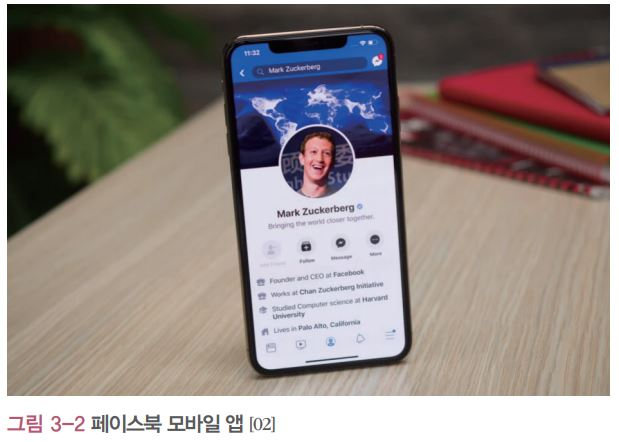 11:32
Mark Zuckerberg
Mark Zuckerberg
Bringing the world closer together.
Add Friend Follow Message More
Founder and CEO at Facebook
Works at Chan Zuckerberg Initiative
Studied Computer science at Harvard
University
Lives in Palo Alto, California
그림 3-2 페이스북 모바일 앱 [02]